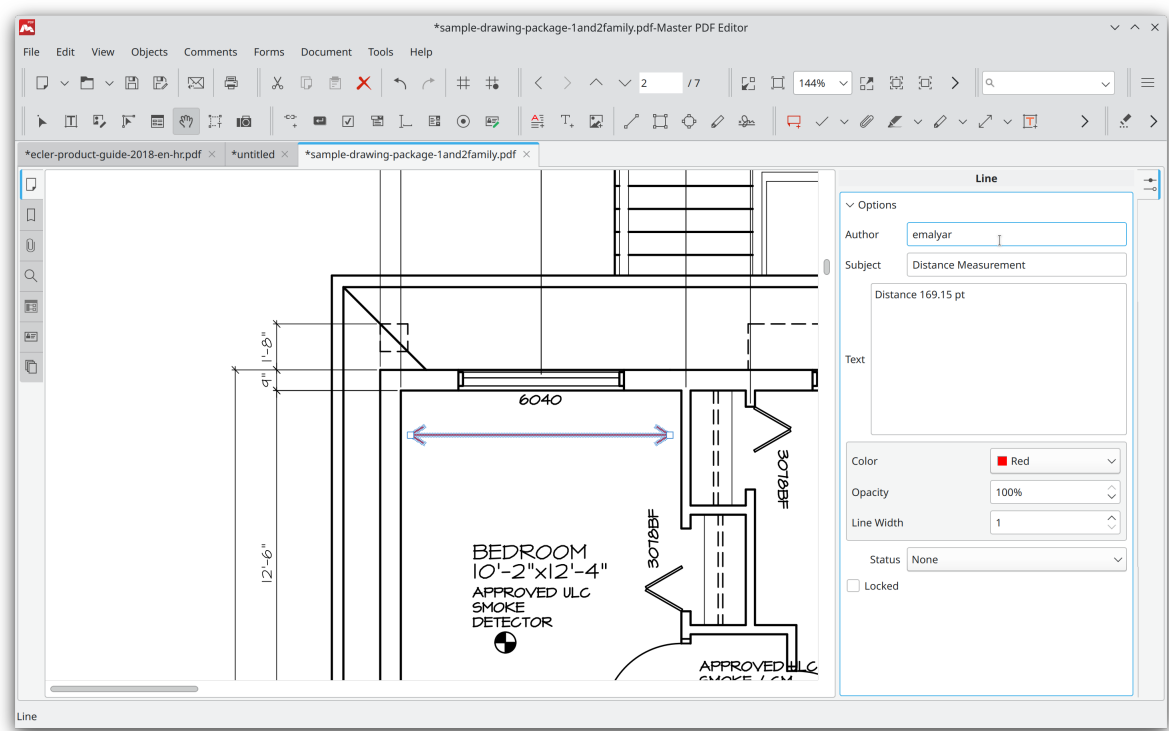 *sample-drawing-package-1and2family.pdf-Master PDF Editor
File Edit View Objects Comments Forms Document Tools Help
2 / 7 144%
*ecler-product-guide-2018-en-hr.pdf *untitled *sample-drawing-package-1and2family.pdf
Line
Options
Author emalyar
Subject Distance Measurement
Text Distance 169.15 pt
Color Red
Opacity 100%
Line Width 1
Status None
Locked
1'-8"
9"
12'-6"
6040
3078BF
3078BF
BEDROOM
10'-2"x12'-4"
APPROVED ULC
SMOKE
DETECTOR
APPROVED ULC
SMOKE / CM
Line